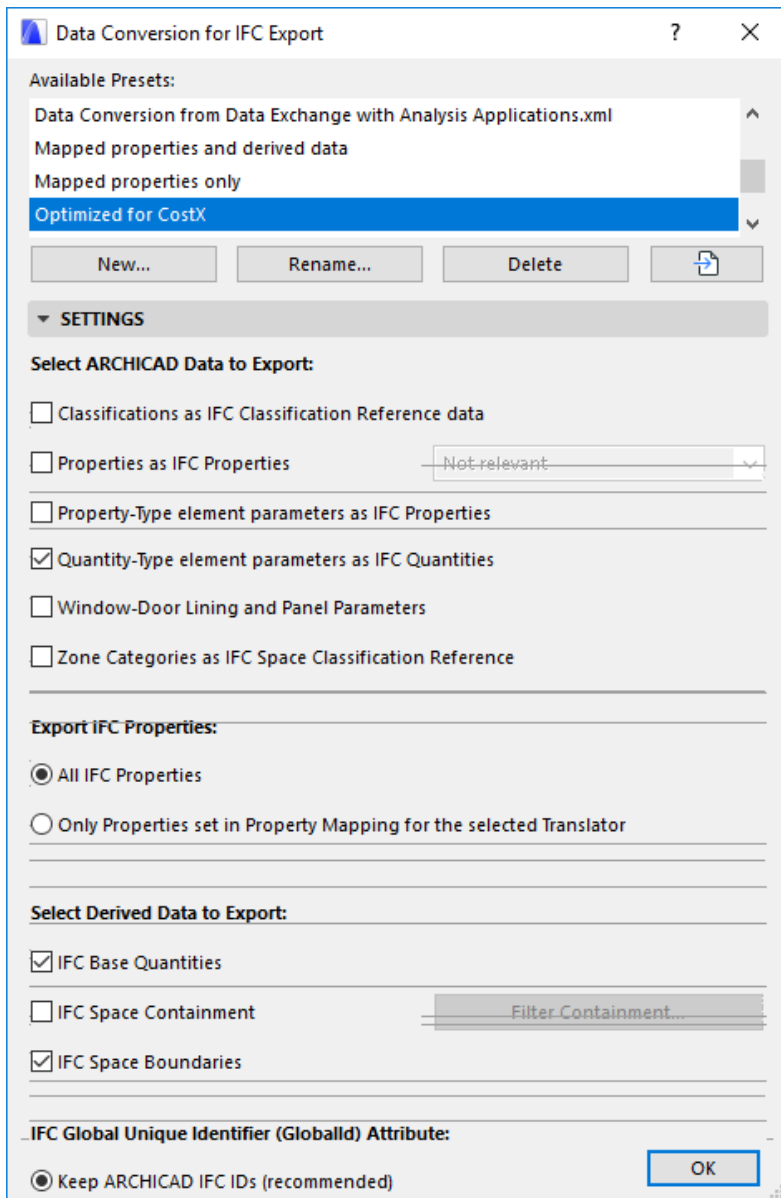 Data Conversion for IFC Export
?
Available Presets:
Data Conversion from Data Exchange with Analysis Applications.xml
Mapped properties and derived data
Mapped properties only
Optimized for CostX
New... Rename... Delete
SETTINGS
Select ARCHICAD Data to Export:
Classifications as IFC Classification Reference data
Properties as IFC Properties Not relevant
Property-Type element parameters as IFC Properties
Quantity-Type element parameters as IFC Quantities
Window-Door Lining and Panel Parameters
Zone Categories as IFC Space Classification Reference
Export IFC Properties:
All IFC Properties
Only Properties set in Property Mapping for the selected Translator
Select Derived Data to Export:
IFC Base Quantities
IFC Space Containment Filter Containment...
IFC Space Boundaries
IFC Global Unique Identifier (GlobalId) Attribute:
Keep ARCHICAD IFC IDs (recommended)
OK